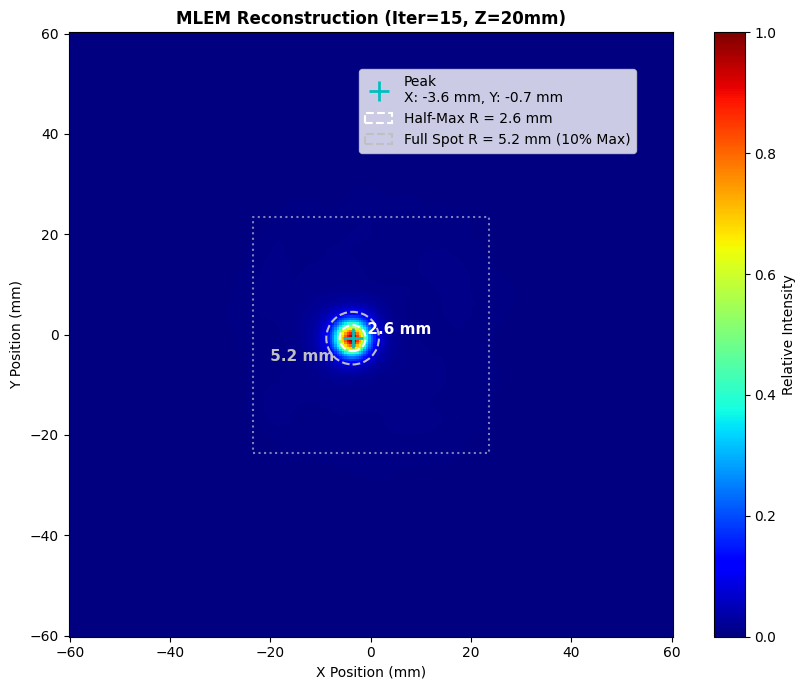 MLEM Reconstruction (Iter=15, Z=20mm)
Peak
X: -3.6 mm, Y: -0.7 mm
Half-Max R = 2.6 mm
Full Spot R = 5.2 mm (10% Max)
2.6 mm
5.2 mm
60
40
20
0
−20
−40
−60
Y Position (mm)
−60
−40
−20
0
20
40
60
X Position (mm)
1.0
0.8
0.6
0.4
0.2
0.0
Relative Intensity